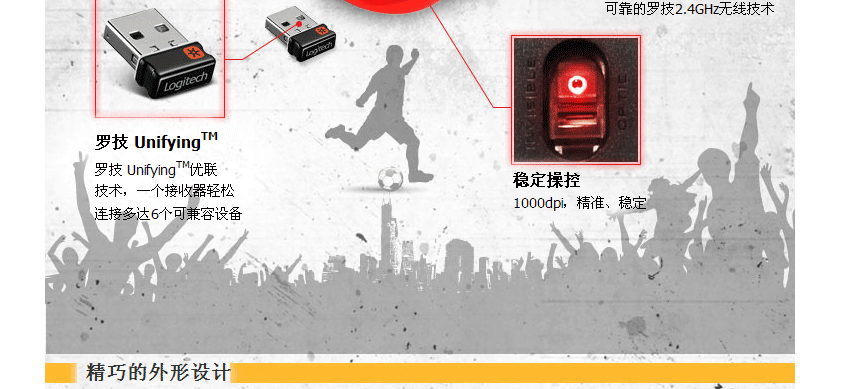 可靠的罗技2.4GHz无线技术
Logitech
Logitech
INVISIBLE
OPTIC
罗技 Unifying™
罗技 Unifying™优联
技术，一个接收器轻松
连接多达6个可兼容设备
稳定操控
1000dpi，精准、稳定
精巧的外形设计